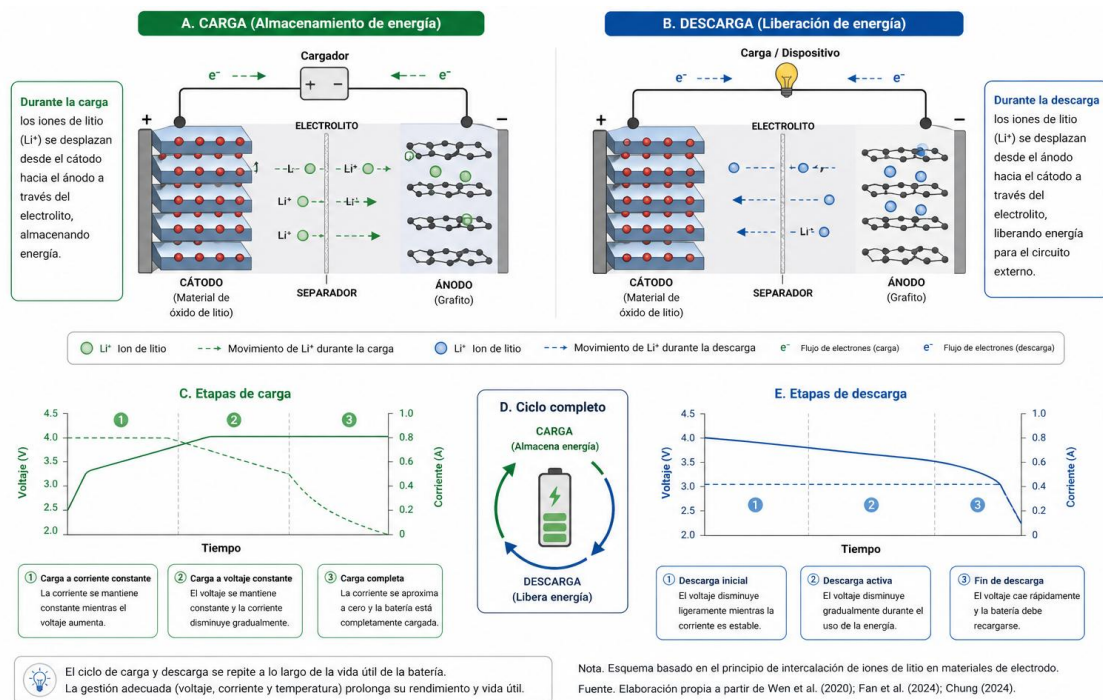 A. CARGA (Almacenamiento de energía)
Cargador
e⁻
e⁻
+ −
Durante la carga
los iones de litio
(Li⁺) se desplazan
desde el cátodo
hacia el ánodo a
través del
electrolito,
almacenando
energía.
+
−
ELECTROLITO
Li⁺
Li⁺
Li⁺
CÁTODO
(Material de
óxido de litio)
SEPARADOR
ÁNODO
(Grafito)
B. DESCARGA (Liberación de energía)
Carga / Dispositivo
e⁻
e⁻
+
−
ELECTROLITO
CÁTODO
(Material de
óxido de litio)
SEPARADOR
ÁNODO
(Grafito)
Durante la descarga
los iones de litio
(Li⁺) se desplazan
desde el ánodo
hacia el cátodo a
través del
electrolito,
liberando energía
para el circuito
externo.
Li⁺ Ion de litio
Movimiento de Li⁺ durante la carga
Li⁺ Ion de litio
Movimiento de Li⁺ durante la descarga
e⁻ Flujo de electrones (carga)
e⁻ Flujo de electrones (descarga)
C. Etapas de carga
1 2 3
Voltaje (V)
4.5
4.0
3.5
3.0
2.5
2.0
Corriente (A)
1.0
0.8
0.6
0.4
0.2
0
Tiempo
1 Carga a corriente constante
La corriente se mantiene
constante mientras el
voltaje aumenta.
2 Carga a voltaje constante
El voltaje se mantiene
constante y la corriente
disminuye gradualmente.
3 Carga completa
La corriente se aproxima
a cero y la batería está
completamente cargada.
D. Ciclo completo
CARGA
(Almacena energía)
DESCARGA
(Libera energía)
E. Etapas de descarga
Voltaje (V)
4.5
4.0
3.5
3.0
2.5
2.0
Corriente (A)
1.0
0.8
0.6
0.4
0.2
0
1 2 3
Tiempo
1 Descarga inicial
El voltaje disminuye
ligeramente mientras la
corriente es estable.
2 Descarga activa
El voltaje disminuye
gradualmente durante el
uso de la energía.
3 Fin de descarga
El voltaje cae rápidamente
y la batería debe
recargarse.
El ciclo de carga y descarga se repite a lo largo de la vida útil de la batería.
La gestión adecuada (voltaje, corriente y temperatura) prolonga su rendimiento y vida útil.
Nota. Esquema basado en el principio de intercalación de iones de litio en materiales de electrodo.
Fuente. Elaboración propia a partir de Wen et al. (2020); Fan et al. (2024); Chung (2024).